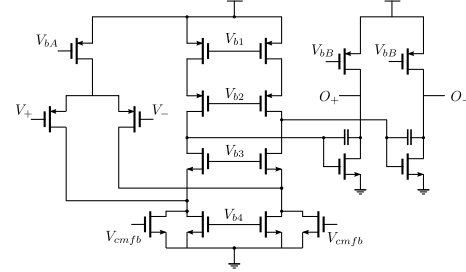 V_{bA}
V_{b1}
V_{bB}
V_{bB}
V_{b2}
O_+
O_-
V_+
V_-
V_{b3}
V_{b4}
V_{cmfb}
V_{cmfb}